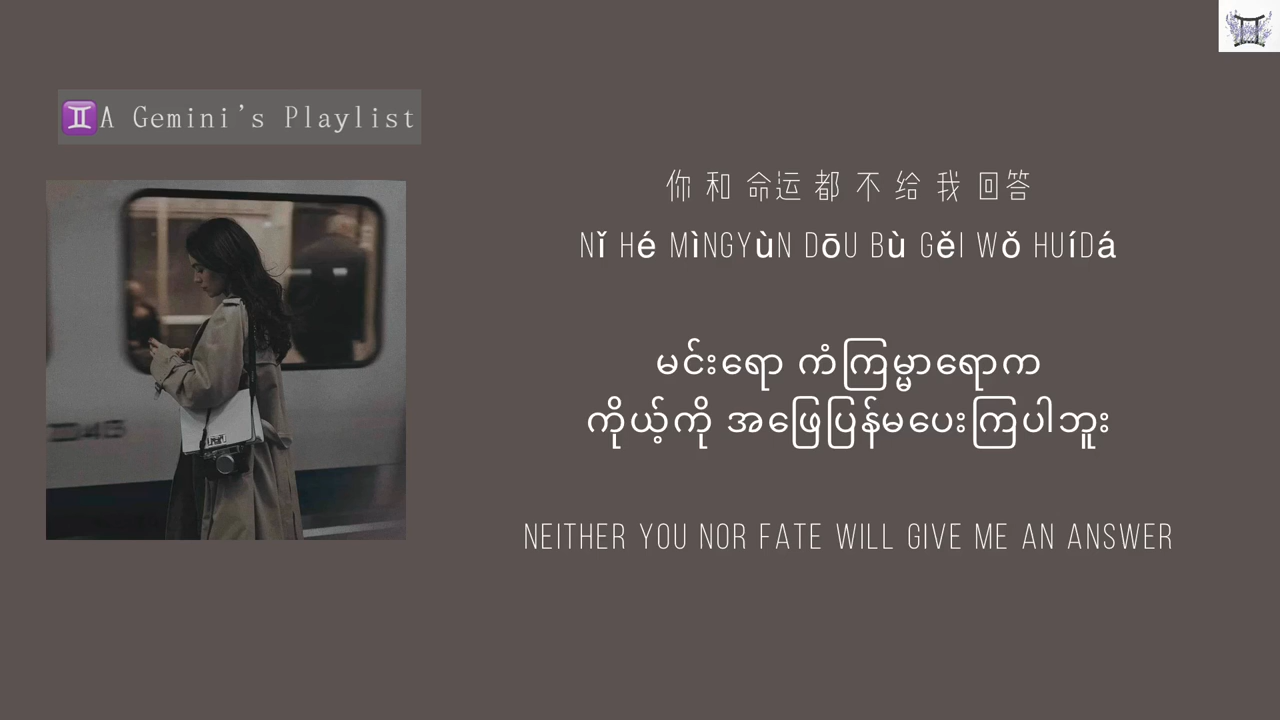 ♊A Gemini's Playlist
你 和 命运 都 不 给 我 回答
Nǐ Hé MìNGYùN DōU Bù GěI Wǒ HUíDá
မင်းရော ကံကြမ္မာရောက
ကိုယ့်ကို အဖြေပြန်မပေးကြပါဘူး
NEITHER YOU NOR FATE WILL GIVE ME AN ANSWER